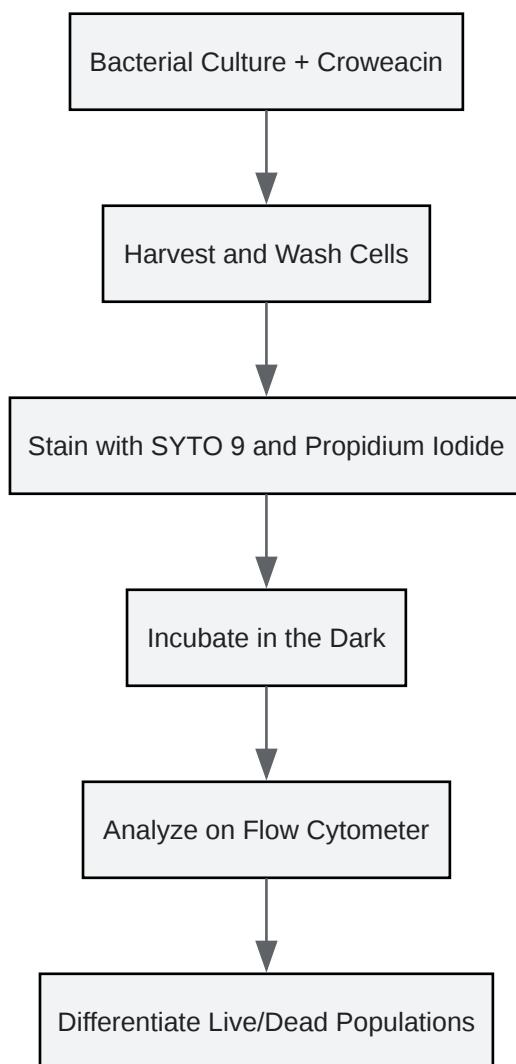 Bacterial Culture + Croweacin
Harvest and Wash Cells
Stain with SYTO 9 and Propidium Iodide
Incubate in the Dark
Analyze on Flow Cytometer
Differentiate Live/Dead Populations